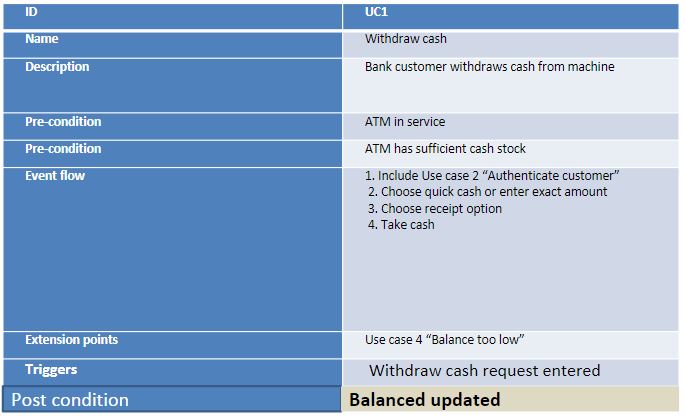 ID UC1
Name Withdraw cash
Description Bank customer withdraws cash from machine
Pre-condition ATM in service
Pre-condition ATM has sufficient cash stock
Event flow 1. Include Use case 2 “Authenticate customer”
2. Choose quick cash or enter exact amount
3. Choose receipt option
4. Take cash
Extension points Use case 4 “Balance too low”
Triggers Withdraw cash request entered
Post condition Balanced updated